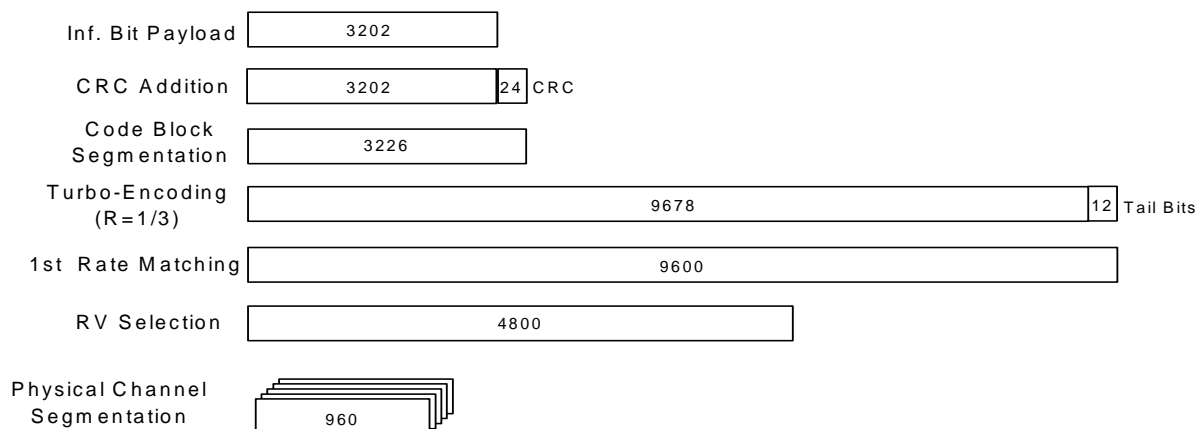 Inf. Bit Payload
3202
CRC Addition
3202
24
CRC
Code Block
Segmentation
3226
Turbo-Encoding
(R=1/3)
9678
12
Tail Bits
1st Rate Matching
9600
RV Selection
4800
Physical Channel
Segmentation
960